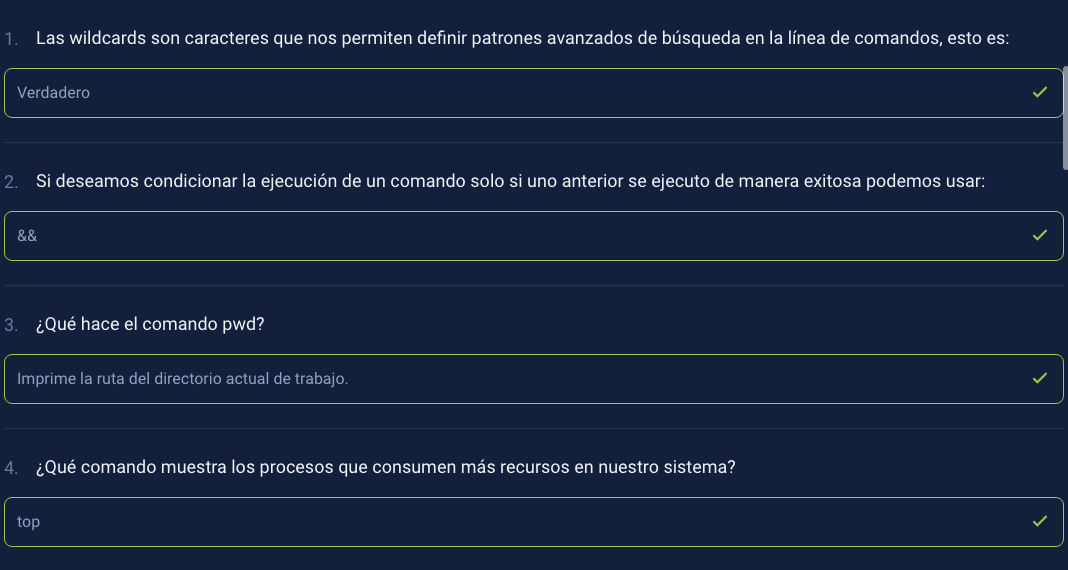 1. Las wildcards son caracteres que nos permiten definir patrones avanzados de búsqueda en la línea de comandos, esto es:
Verdadero
2. Si deseamos condicionar la ejecución de un comando solo si uno anterior se ejecuto de manera exitosa podemos usar:
&&
3. ¿Qué hace el comando pwd?
Imprime la ruta del directorio actual de trabajo.
4. ¿Qué comando muestra los procesos que consumen más recursos en nuestro sistema?
top